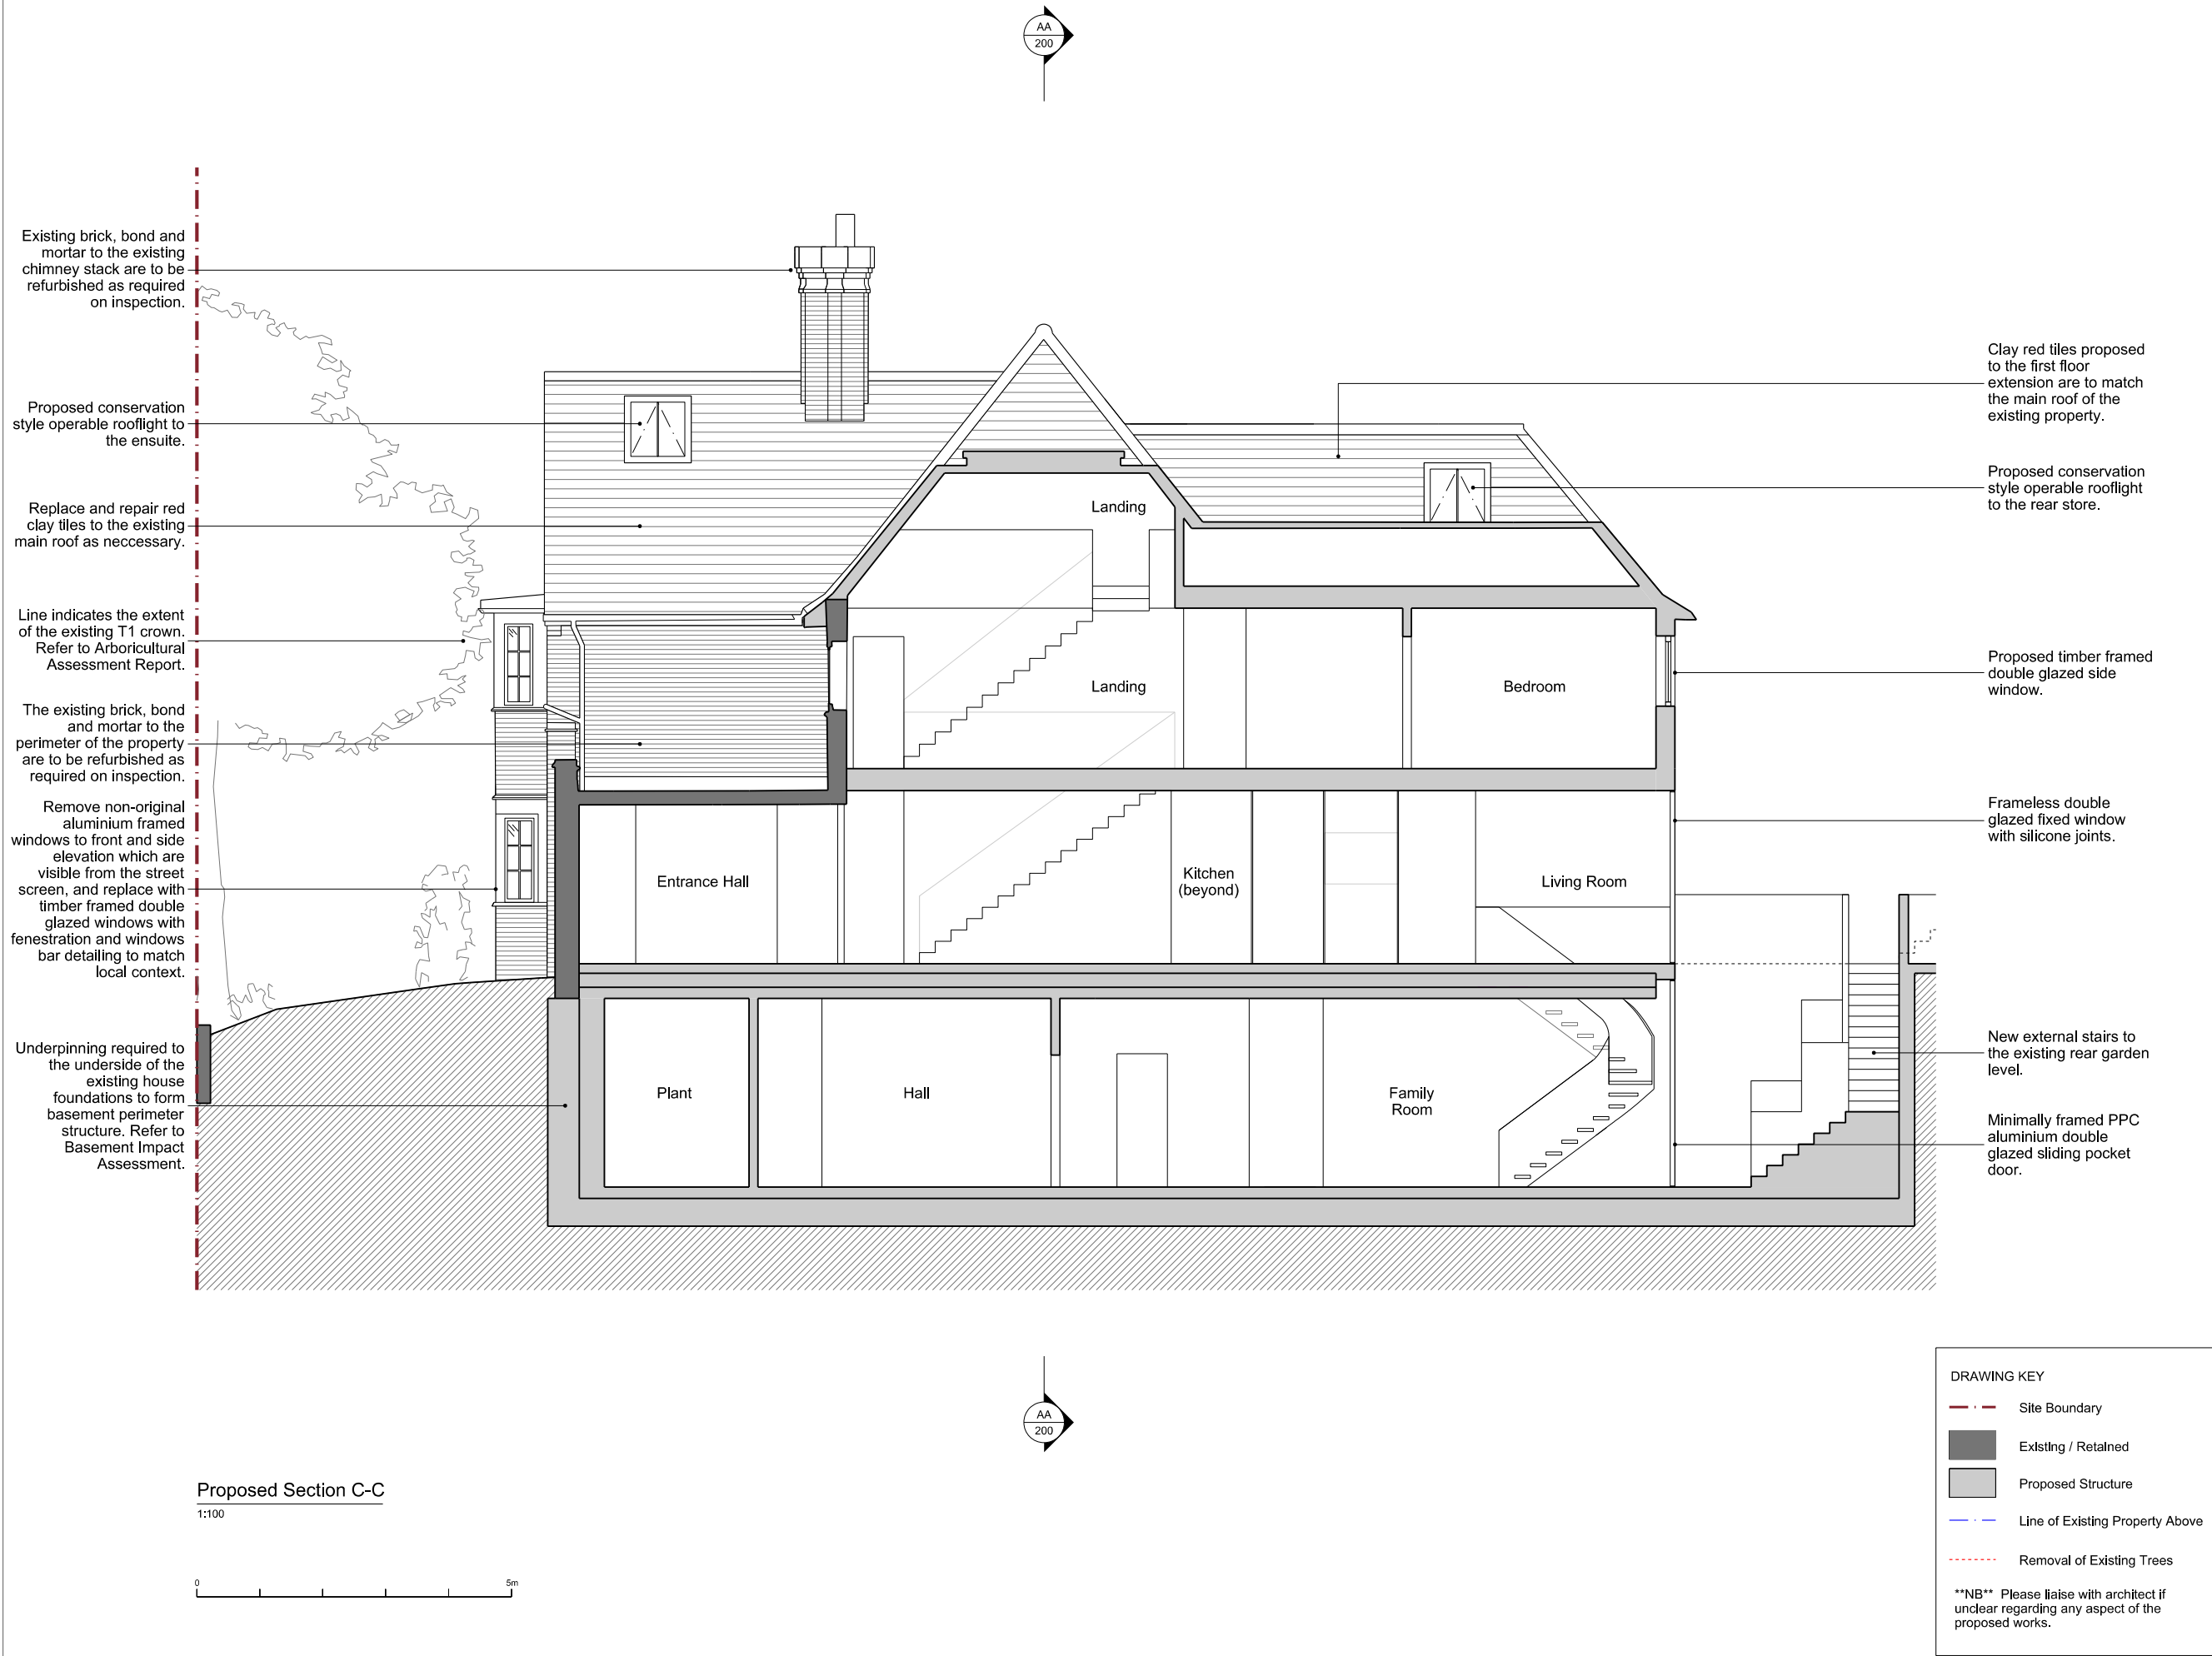 AA
200
Existing brick, bond and
mortar to the existing
chimney stack are to be
refurbished as required
on inspection.
Proposed conservation
style operable rooflight to
the ensuite.
Replace and repair red
clay tiles to the existing
main roof as neccessary.
Line indicates the extent
of the existing T1 crown.
Refer to Arboricultural
Assessment Report.
The existing brick, bond
and mortar to the
perimeter of the property
are to be refurbished as
required on inspection.
Remove non-original
aluminium framed
windows to front and side
elevation which are
visible from the street
screen, and replace with
timber framed double
glazed windows with
fenestration and windows
bar detailing to match
local context.
Underpinning required to
the underside of the
existing house
foundations to form
basement perimeter
structure. Refer to
Basement Impact
Assessment.
Landing
Landing
Bedroom
Entrance Hall
Kitchen
(beyond)
Living Room
Plant
Hall
Family
Room
Clay red tiles proposed
to the first floor
extension are to match
the main roof of the
existing property.
Proposed conservation
style operable rooflight
to the rear store.
Proposed timber framed
double glazed side
window.
Frameless double
glazed fixed window
with silicone joints.
New external stairs to
the existing rear garden
level.
Minimally framed PPC
aluminium double
glazed sliding pocket
door.
AA
200
Proposed Section C-C
1:100
0 5m
DRAWING KEY
Site Boundary
Existing / Retained
Proposed Structure
Line of Existing Property Above
Removal of Existing Trees
**NB** Please liaise with architect if
unclear regarding any aspect of the
proposed works.